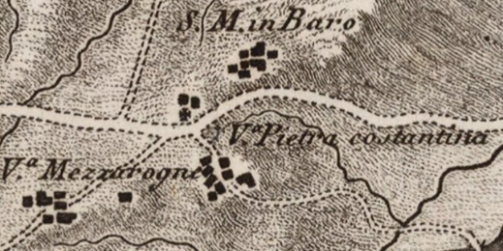 S. M. in Baro
V.ª Pietra costantina
V.ª Mezzarogne